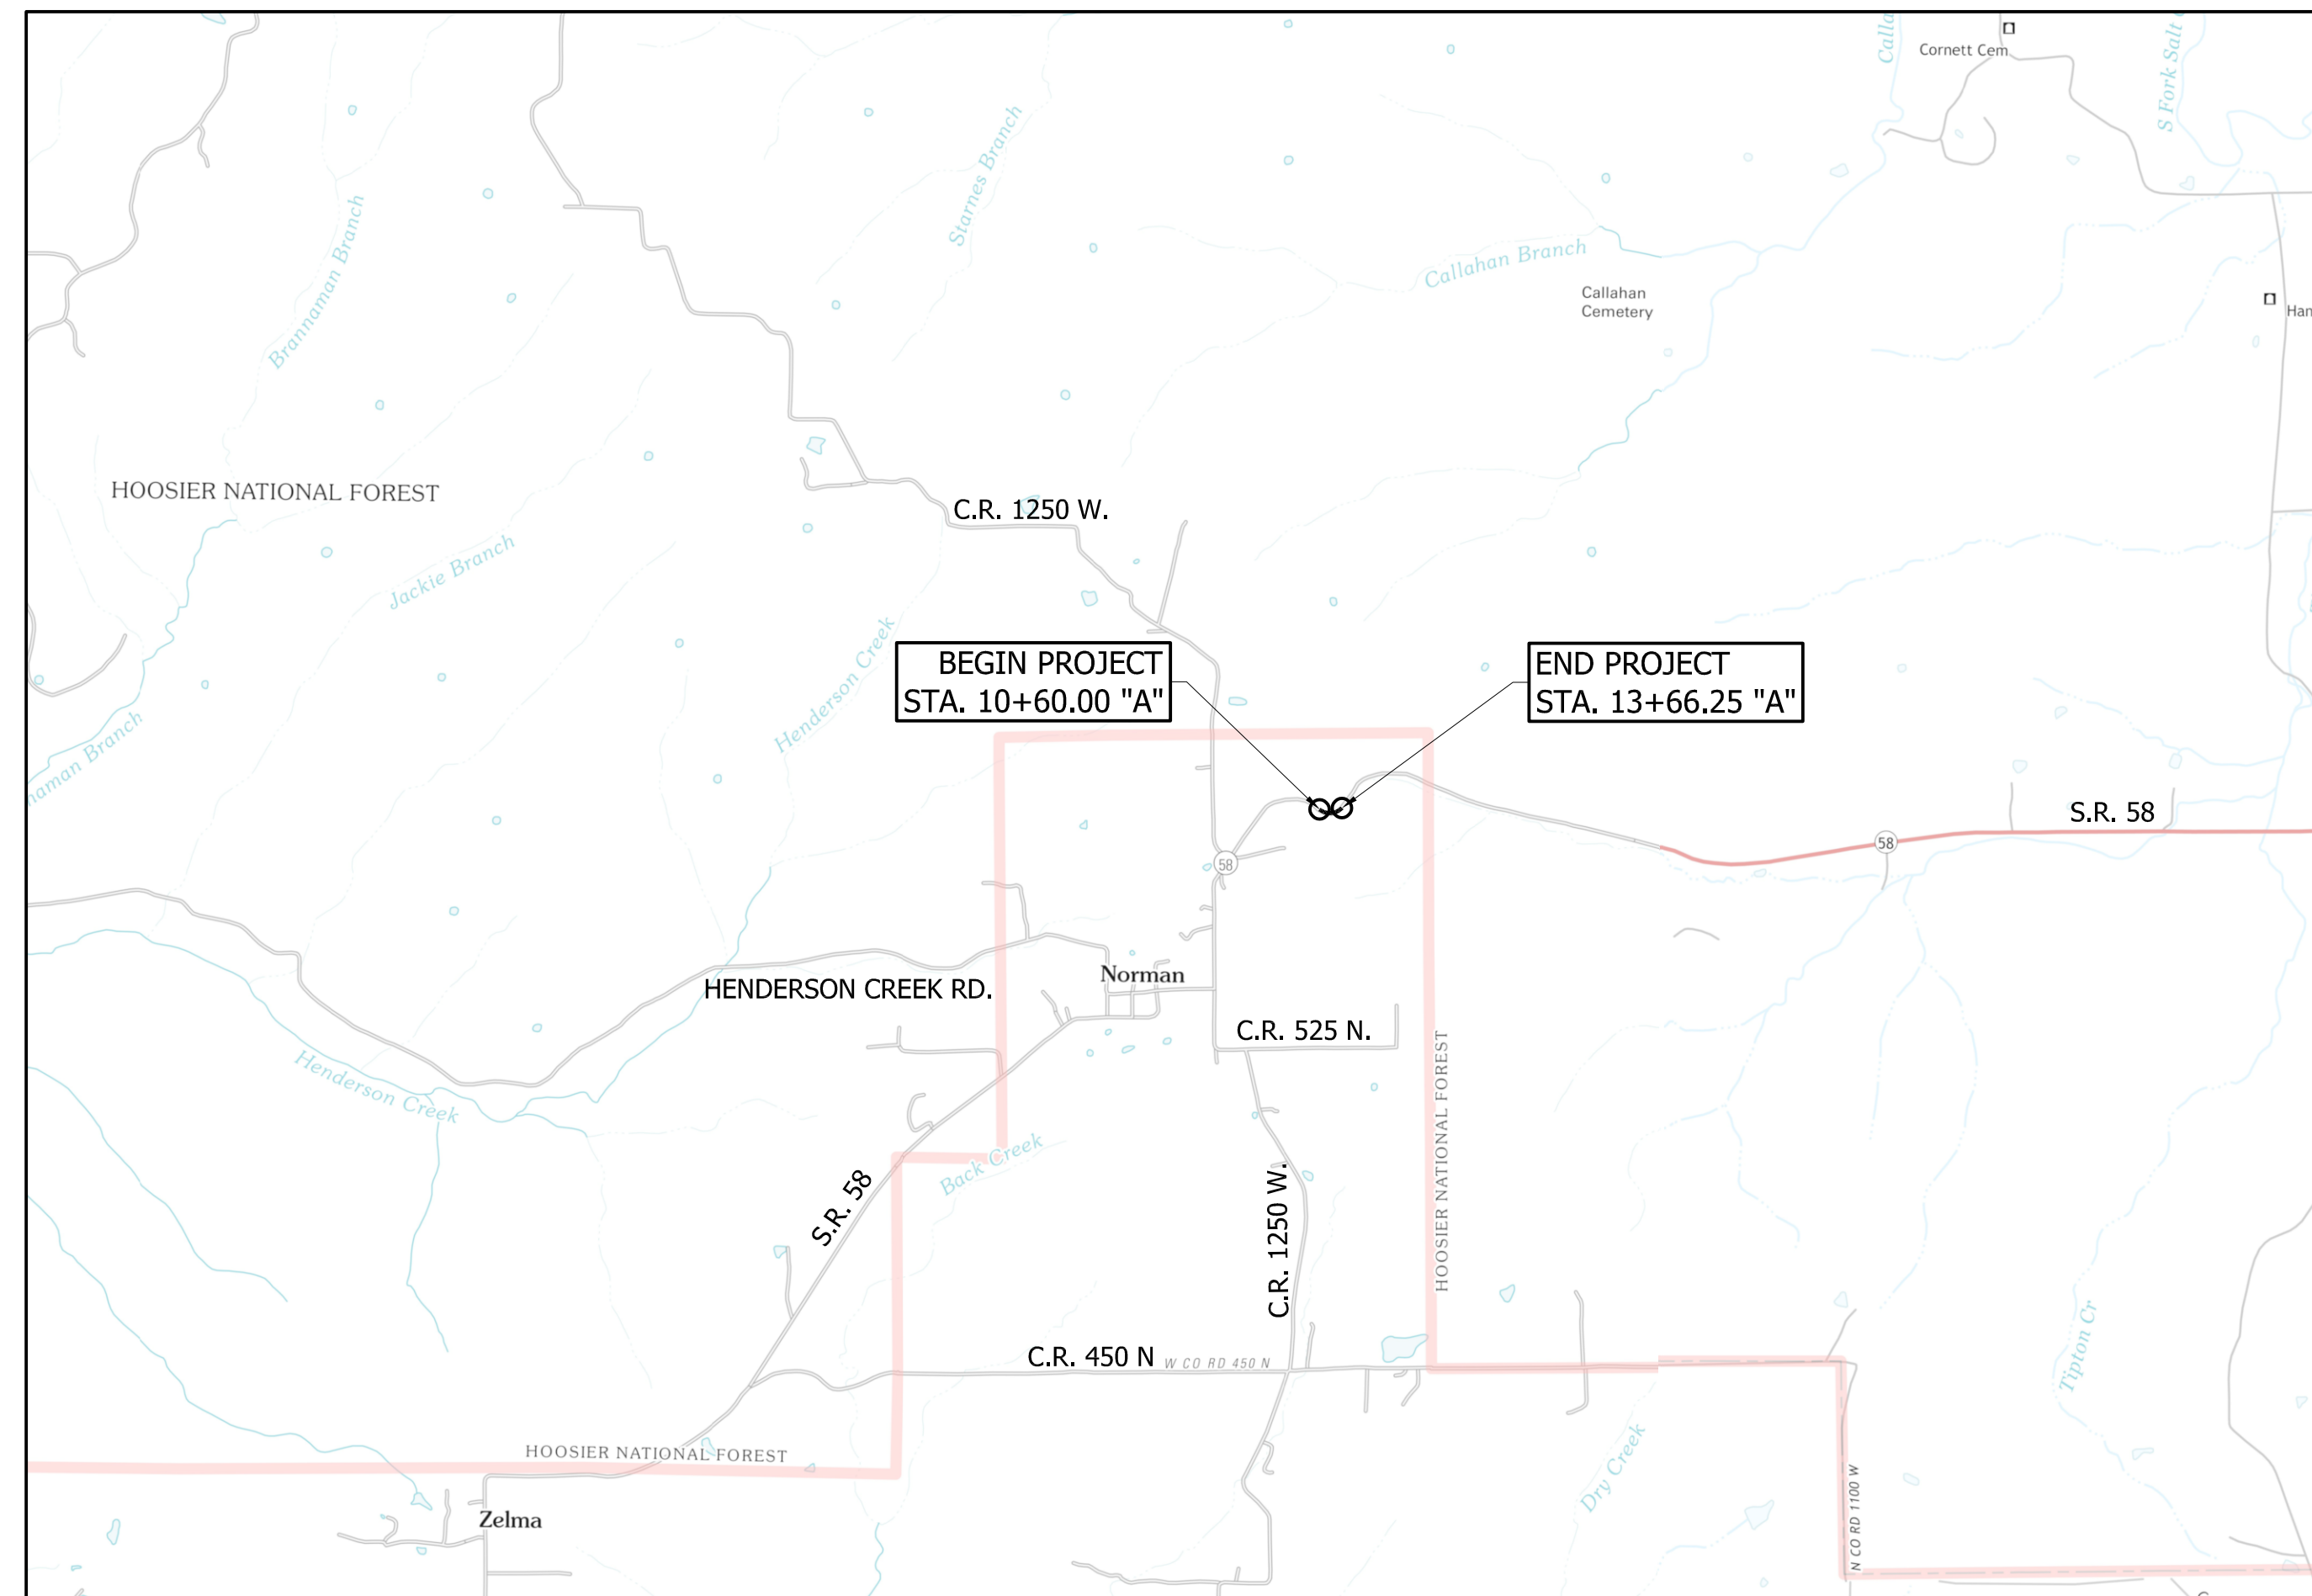 Cornett Cem
S Fork Salt
Starnes Branch
Brannaman Branch
Callahan Branch
Callahan
Cemetery
HOOSIER NATIONAL FOREST
C.R. 1250 W.
Jackie Branch
Henderson Creek
BEGIN PROJECT
STA. 10+60.00 "A"
END PROJECT
STA. 13+66.25 "A"
S.R. 58
58
58
Norman
HENDERSON CREEK RD.
C.R. 525 N.
Henderson Creek
HOOSIER NATIONAL FOREST
Back Creek
S.R. 58
C.R. 1250 W.
C.R. 450 N
W CO RD 450 N
Tipton Cr
HOOSIER NATIONAL FOREST
Dry Creek
N CO RD 1100 W
Zelma